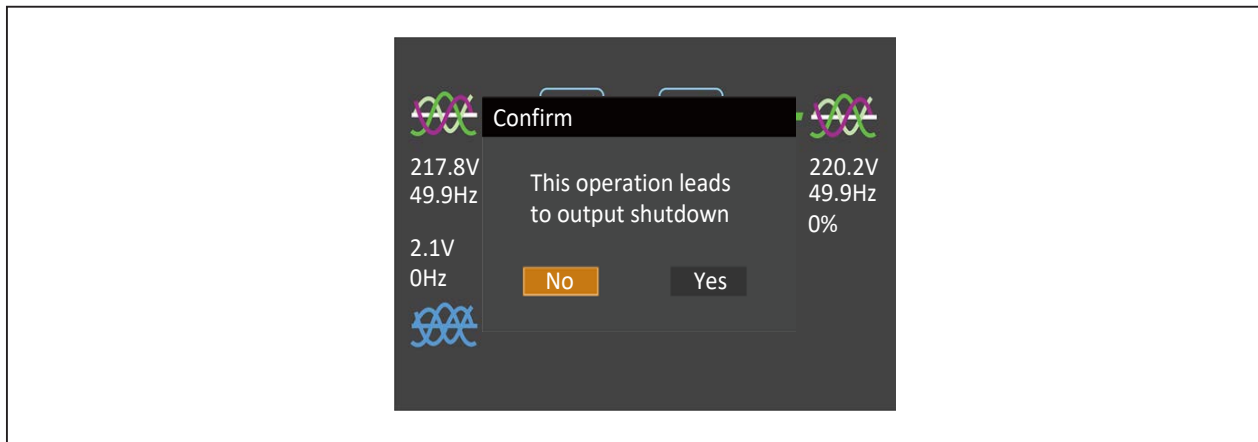 Confirm
217.8V
49.9Hz
This operation leads
to output shutdown
220.2V
49.9Hz
0%
2.1V
0Hz
No
Yes